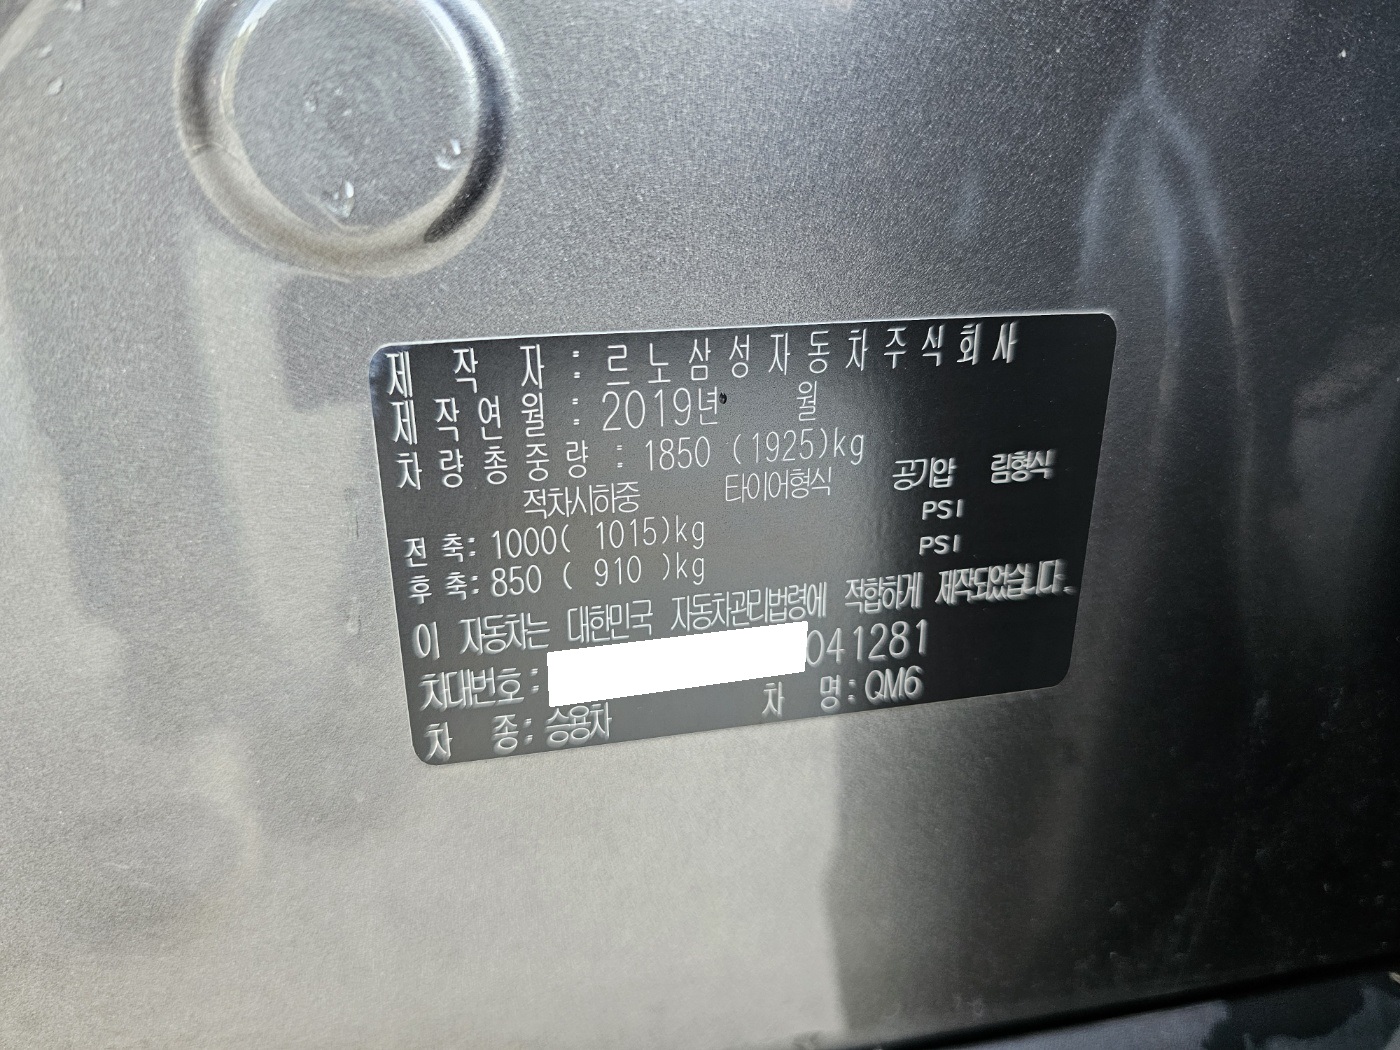 제 작 자 : 르노삼성자동차주식회사
제작연월 : 2019년 월
차량총중량 : 1850 (1925)kg
적차시하중 타이어형식 공기압 림형식
전 축: 1000( 1015)kg PSI
후 축: 850 ( 910 )kg PSI
이 자동차는 대한민국 자동차관리법령에 적합하게 제작되었습니다.
차대번호 : 041281
차 종: 승용차 차 명: QM6